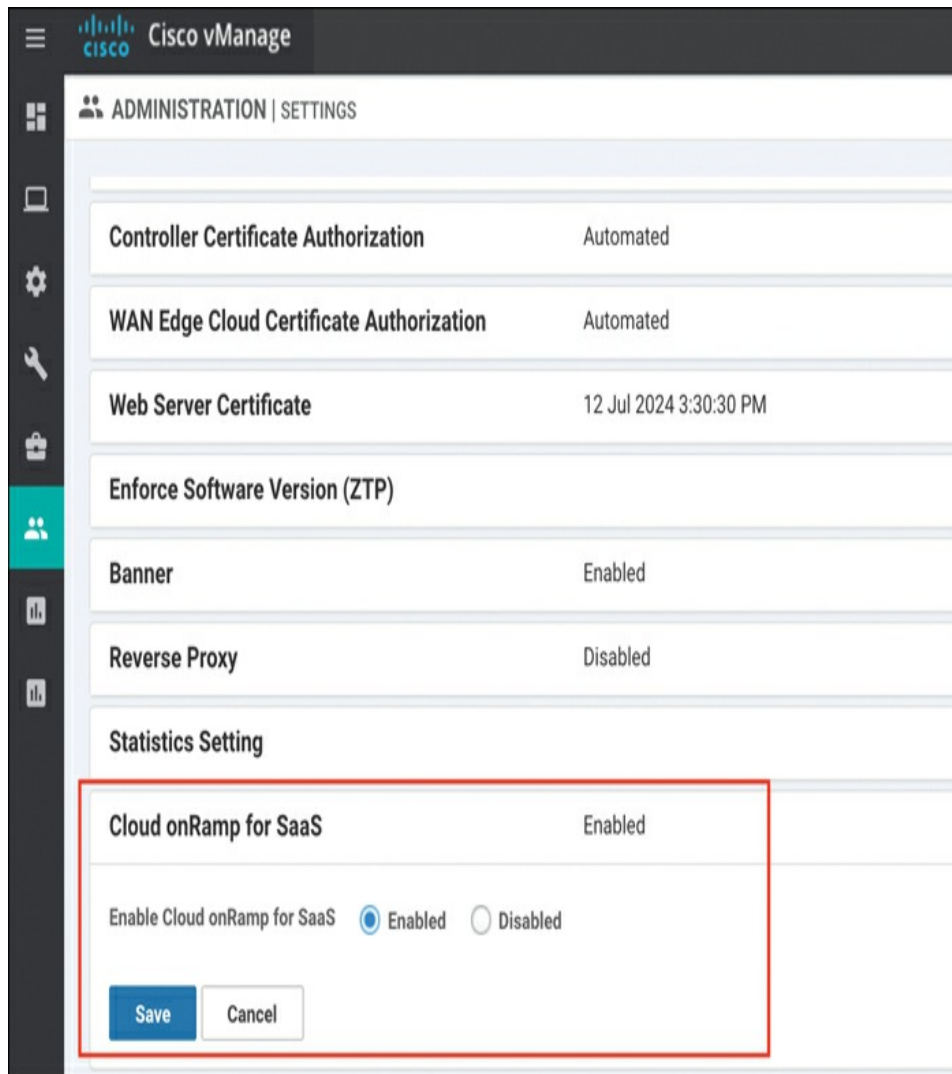 CISCO Cisco vManage
ADMINISTRATION | SETTINGS
Controller Certificate Authorization Automated
WAN Edge Cloud Certificate Authorization Automated
Web Server Certificate 12 Jul 2024 3:30:30 PM
Enforce Software Version (ZTP)
Banner Enabled
Reverse Proxy Disabled
Statistics Setting
Cloud onRamp for SaaS Enabled
Enable Cloud onRamp for SaaS Enabled Disabled
Save Cancel